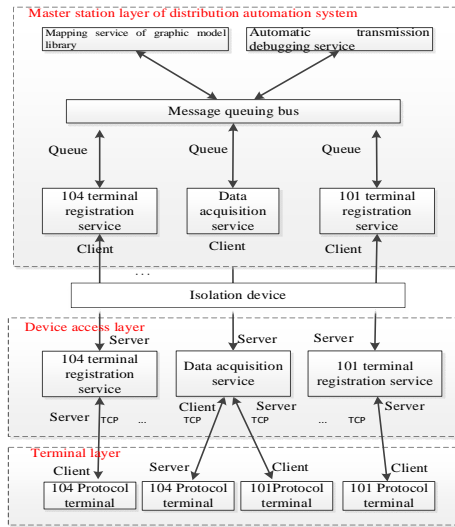 Master station layer of distribution automation system
Mapping service of graphic model
library
Automatic transmission
debugging service
Message queuing bus
Queue
Queue
Queue
104 terminal
registration
service
Data
acquisition
service
101 terminal
registration
service
Client
Client
Client
...
Isolation device
Device access layer
Server
Server
Server
104 terminal
registration
service
Data acquisition
service
101 terminal
registration service
Server
TCP
...
Client
TCP
Server
TCP
...
TCP
Server
Terminal layer
Client
Server
Client
Client
104 Protocol
terminal
104 Protocol
terminal
101Protocol
terminal
101 Protocol
terminal